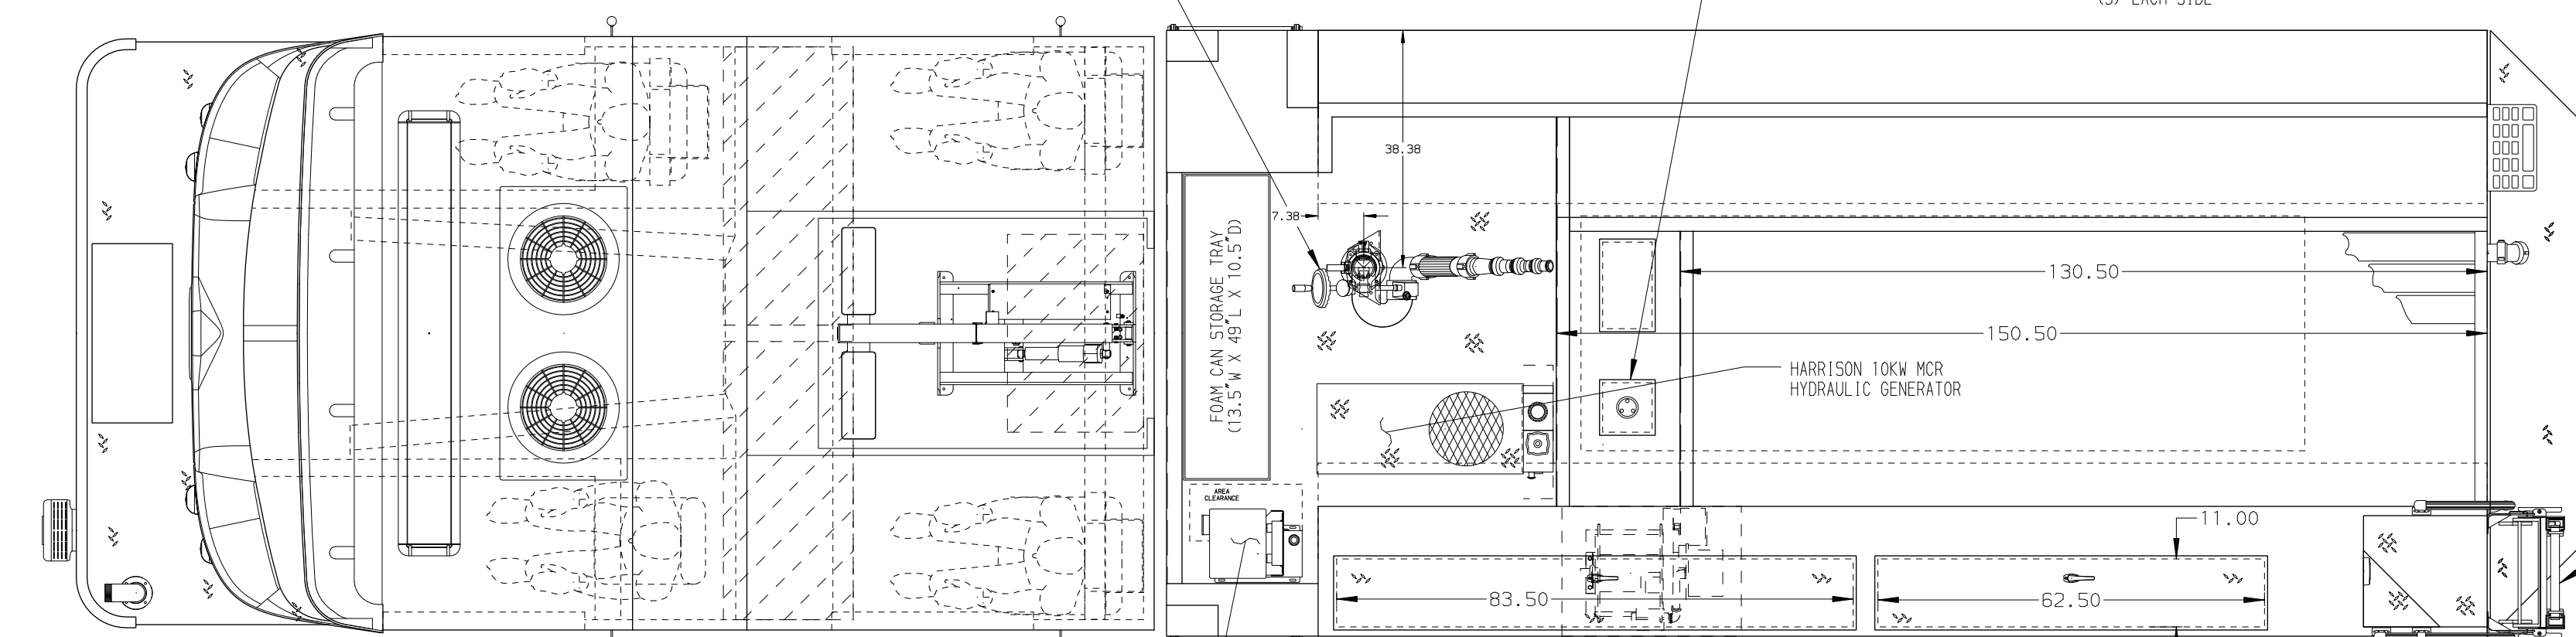 (3) EACH SIDE
38.38
7.38
FOAM CAN STORAGE TRAY
(13.5"W X 49"L X 10.5"D)
130.50
150.50
HARRISON 10KW MCR
HYDRAULIC GENERATOR
AREA
CLEARANCE
11.00
83.50
62.50